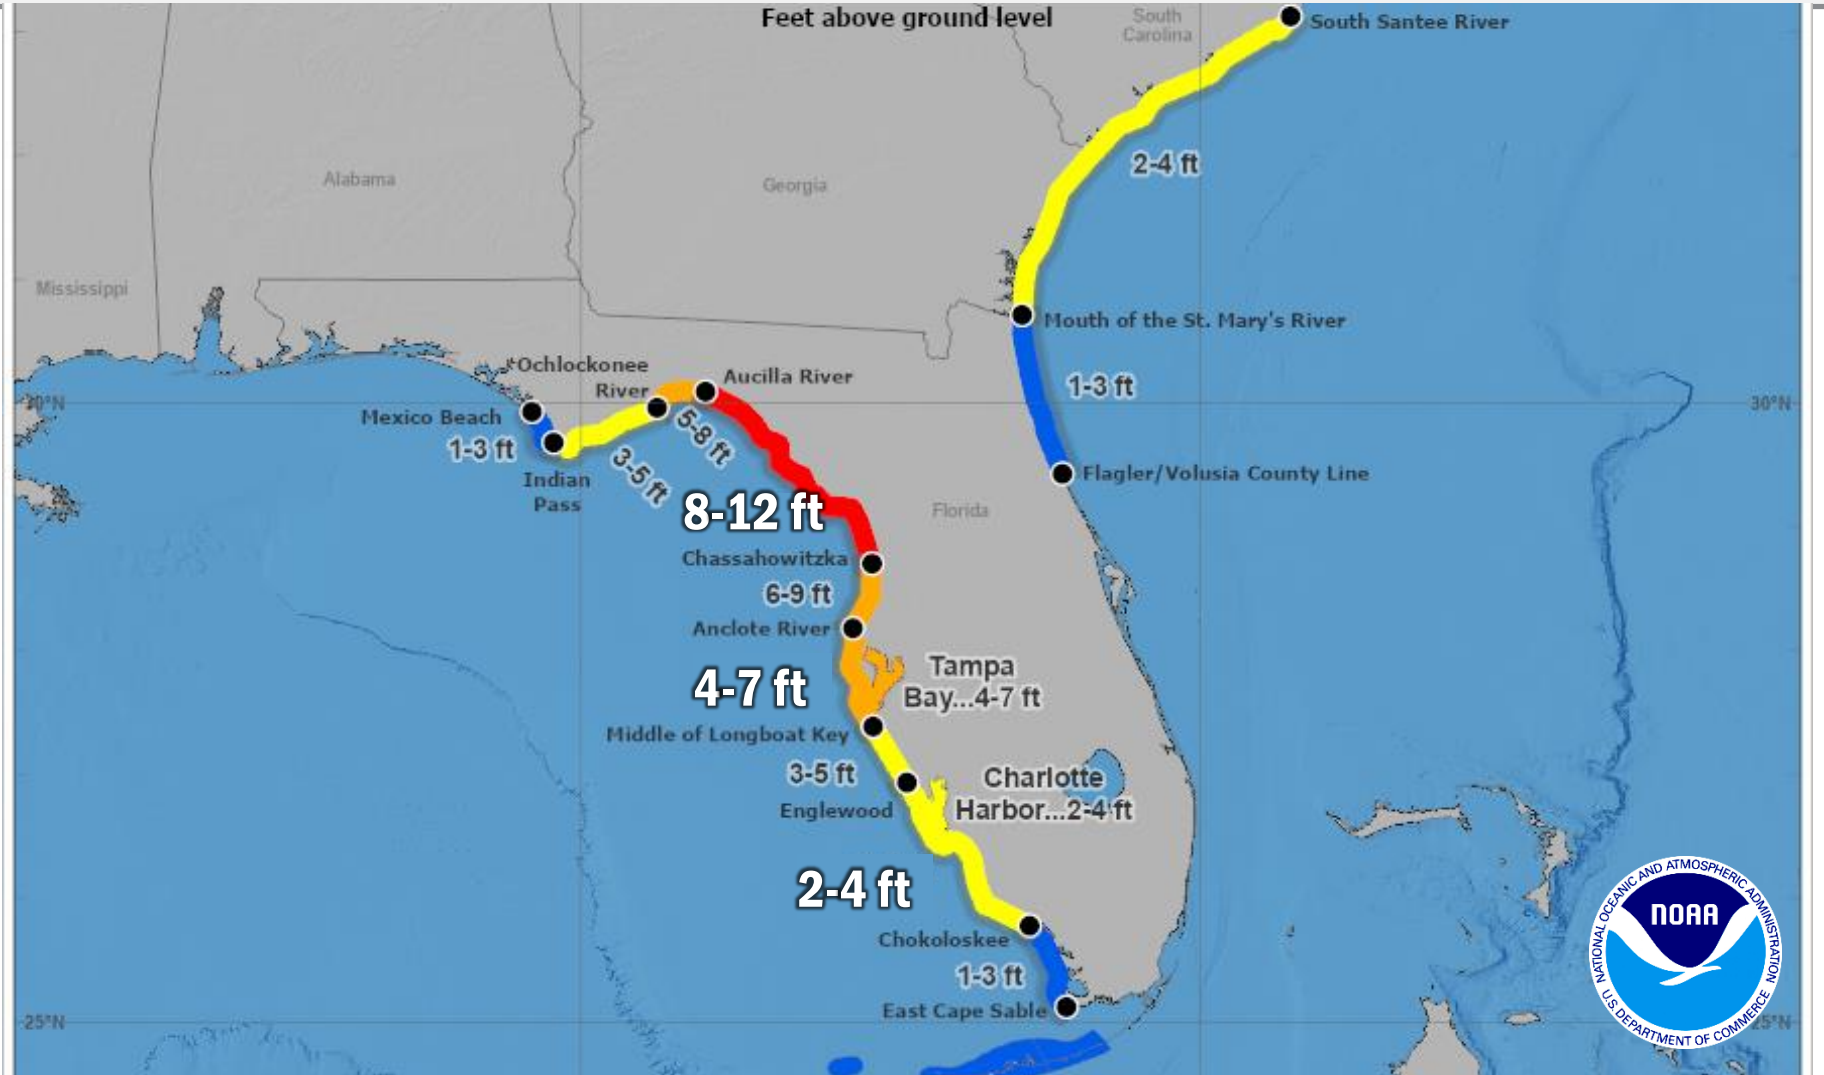 Feet above ground level
South
Carolina
South Santee River
2-4 ft
Alabama
Georgia
Mississippi
Mouth of the St. Mary's River
*Ochlockonee
River
Aucilla River
1-3 ft
30°N
30°N
Mexico Beach
1-3 ft
5-8 ft
3-5 ft
Indian
Pass
Flagler/Volusia County Line
8-12 ft
Florida
Chassahowitzka
6-9 ft
Anclote River
Tampa
Bay...4-7 ft
4-7 ft
Middle of Longboat Key
3-5 ft
Charlotte
Harbor...2-4 ft
Englewood
2-4 ft
Chokoloskee
1-3 ft
East Cape Sable
25°N
25°N
NATIONAL OCEANIC AND ATMOSPHERIC ADMINISTRATION
NOAA
U.S. DEPARTMENT OF COMMERCE